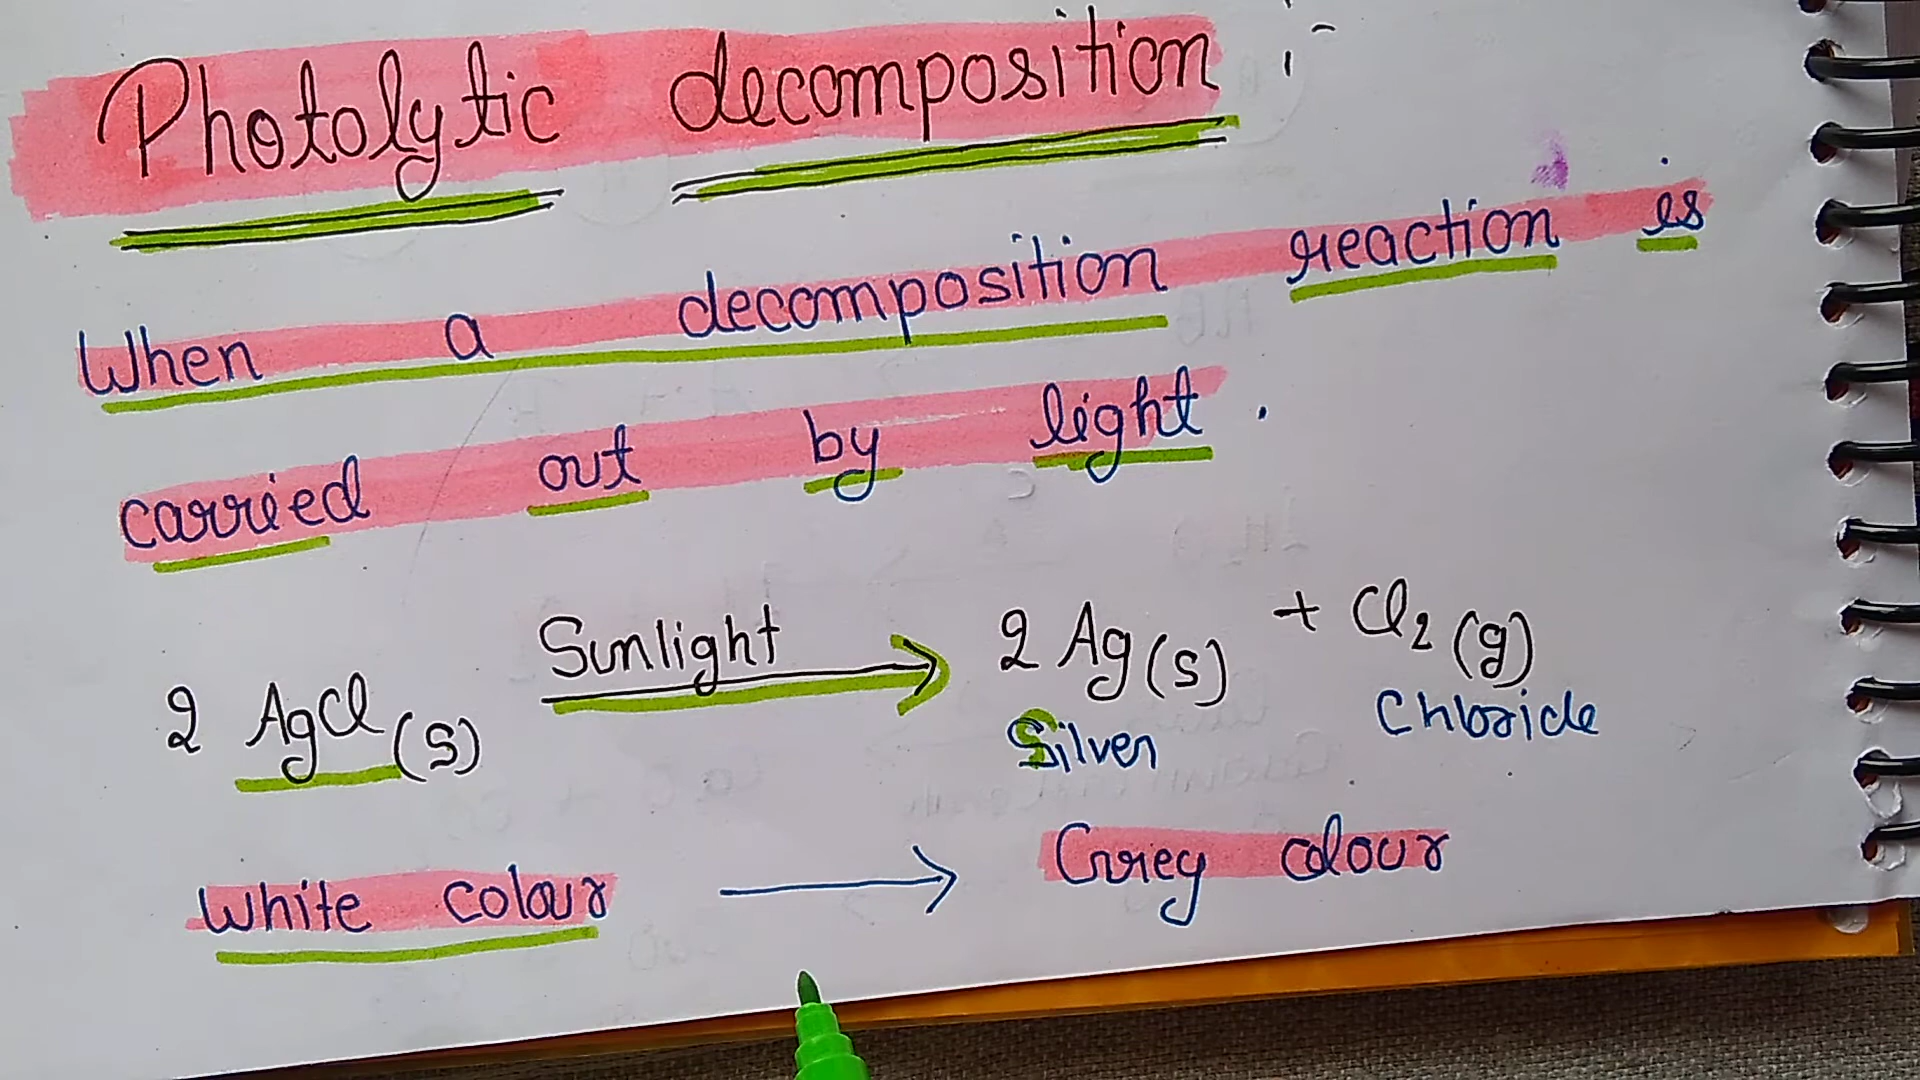 Photolytic decomposition :-
When a decomposition reaction is
carried out by light .
2 AgCl (s) Sunlight → 2 Ag (s) + Cl2 (g)
Silver Chloride
White colour → Grey colour